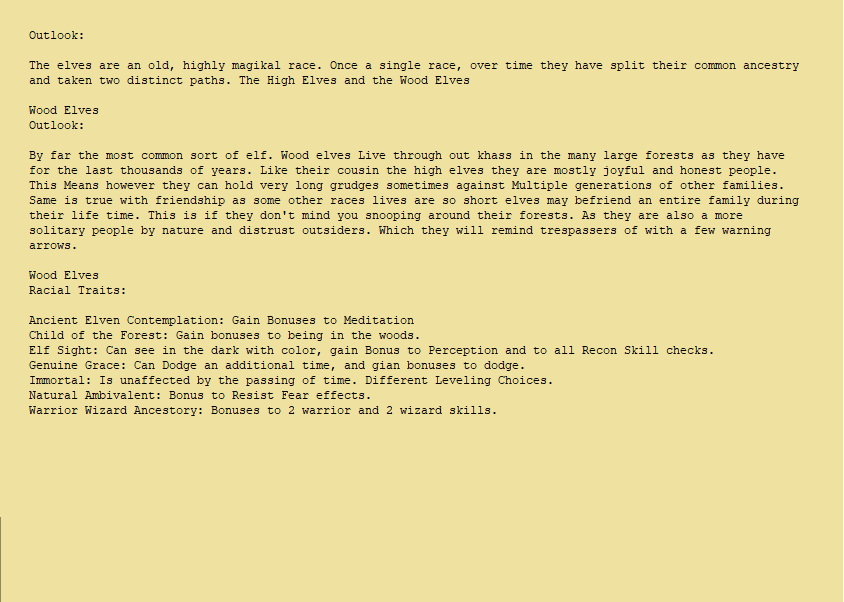 Outlook:
The elves are an old, highly magikal race. Once a single race, over time they have split their common ancestry
and taken two distinct paths. The High Elves and the Wood Elves
Wood Elves
Outlook:
By far the most common sort of elf. Wood elves Live through out khass in the many large forests as they have
for the last thousands of years. Like their cousin the high elves they are mostly joyful and honest people.
This Means however they can hold very long grudges sometimes against Multiple generations of other families.
Same is true with friendship as some other races lives are so short elves may befriend an entire family during
their life time. This is if they don't mind you snooping around their forests. As they are also a more
solitary people by nature and distrust outsiders. Which they will remind trespassers of with a few warning
arrows.
Wood Elves
Racial Traits:
Ancient Elven Contemplation: Gain Bonuses to Meditation
Child of the Forest: Gain bonuses to being in the woods.
Elf Sight: Can see in the dark with color, gain Bonus to Perception and to all Recon Skill checks.
Genuine Grace: Can Dodge an additional time, and gian bonuses to dodge.
Immortal: Is unaffected by the passing of time. Different Leveling Choices.
Natural Ambivalent: Bonus to Resist Fear effects.
Warrior Wizard Ancestory: Bonuses to 2 warrior and 2 wizard skills.